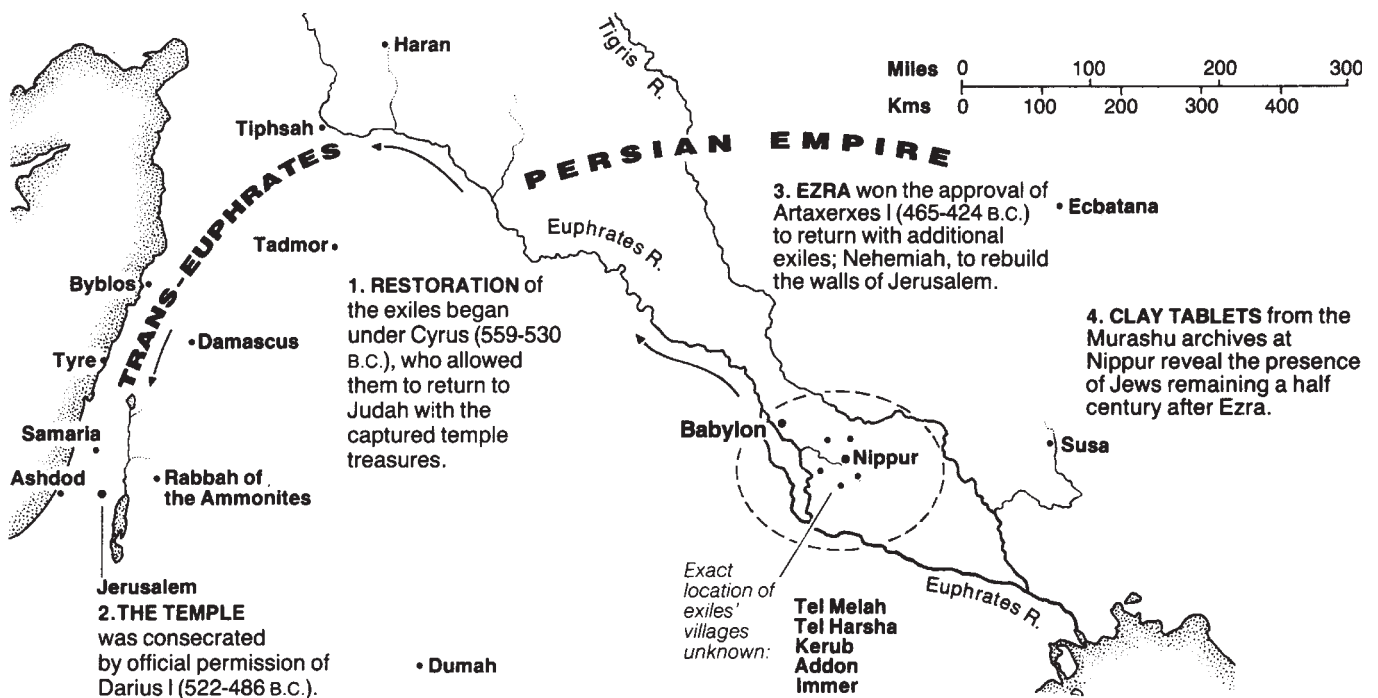 Haran
Tigris R.
Miles 0 100 200 300
Kms 0 100 200 300 400
Tiphsah
TRANS-EUPHRATES
PERSIAN EMPIRE
3. EZRA won the approval of
Artaxerxes I (465-424 B.C.)
to return with additional
exiles; Nehemiah, to rebuild
the walls of Jerusalem.
Ecbatana
Tadmor
Euphrates R.
Byblos
1. RESTORATION of
the exiles began
under Cyrus (559-530
B.C.), who allowed
them to return to
Judah with the
captured temple
treasures.
4. CLAY TABLETS from the
Murashu archives at
Nippur reveal the presence
of Jews remaining a half
century after Ezra.
Damascus
Tyre
Samaria
Babylon
Nippur
Susa
Ashdod
Rabbah of
the Ammonites
Jerusalem
2. THE TEMPLE
was consecrated
by official permission of
Darius I (522-486 B.C.).
Dumah
Exact
location of
exiles'
villages
unknown:
Tel Melah
Tel Harsha
Kerub
Addon
Immer
Euphrates R.